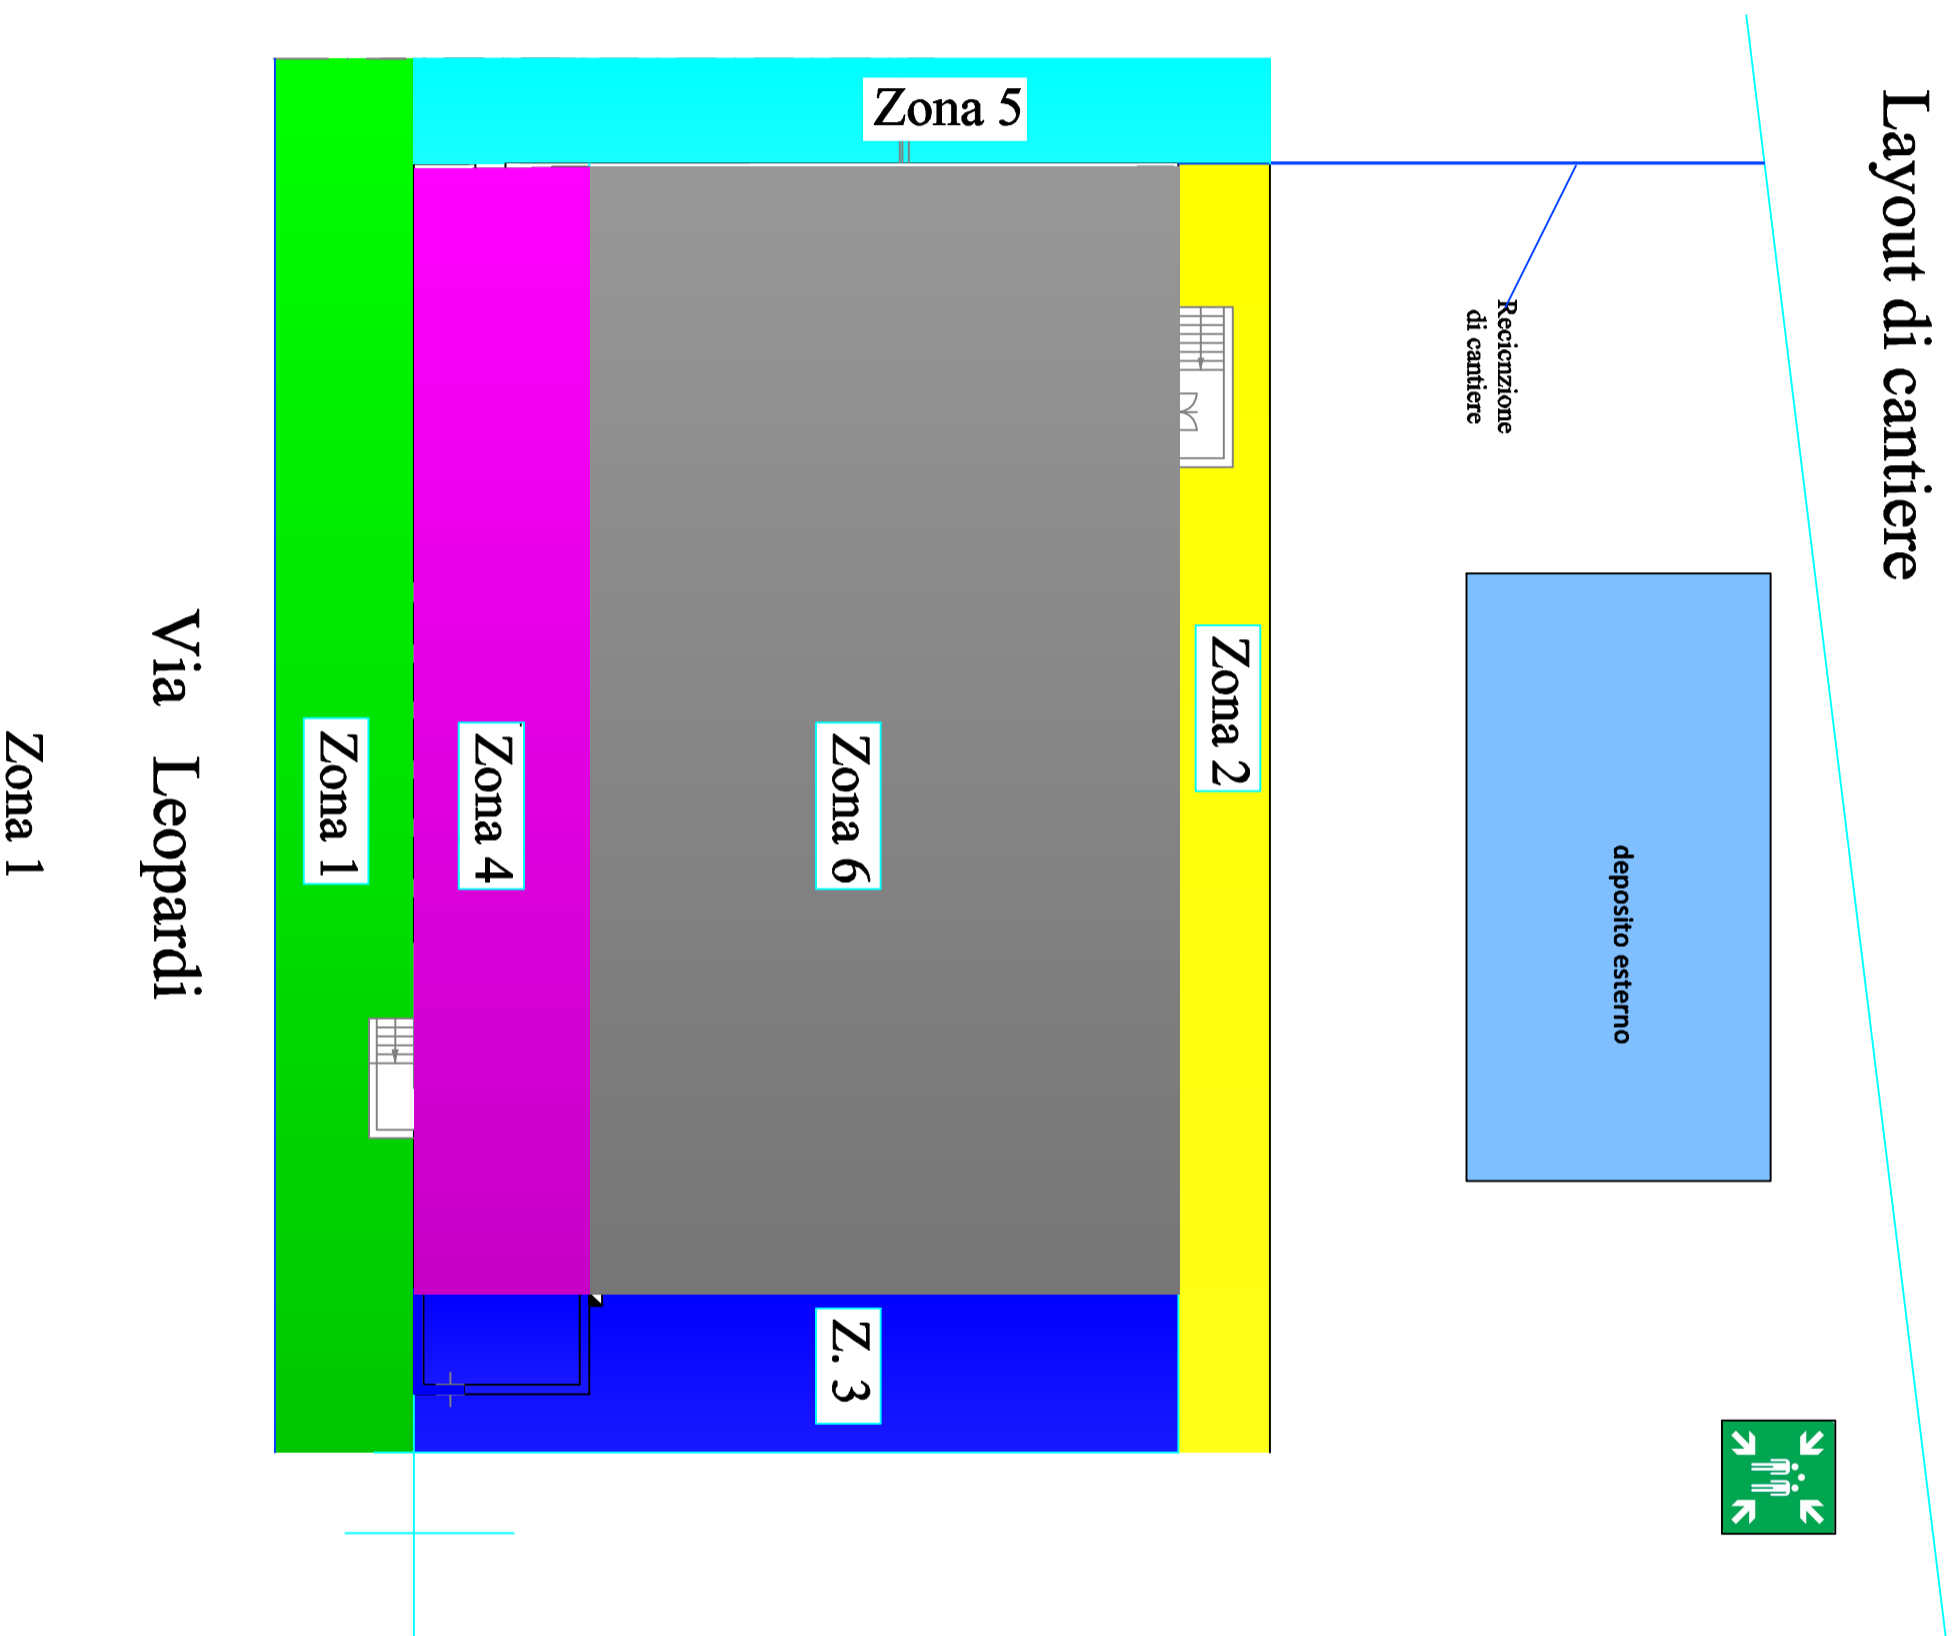 Layout di cantiere
Zona 5
Recicnzione
di cantiere
Zona 2
deposito esterno
Zona 6
Zona 4
Zona 1
Z. 3
Via Leopardi
Zona 1